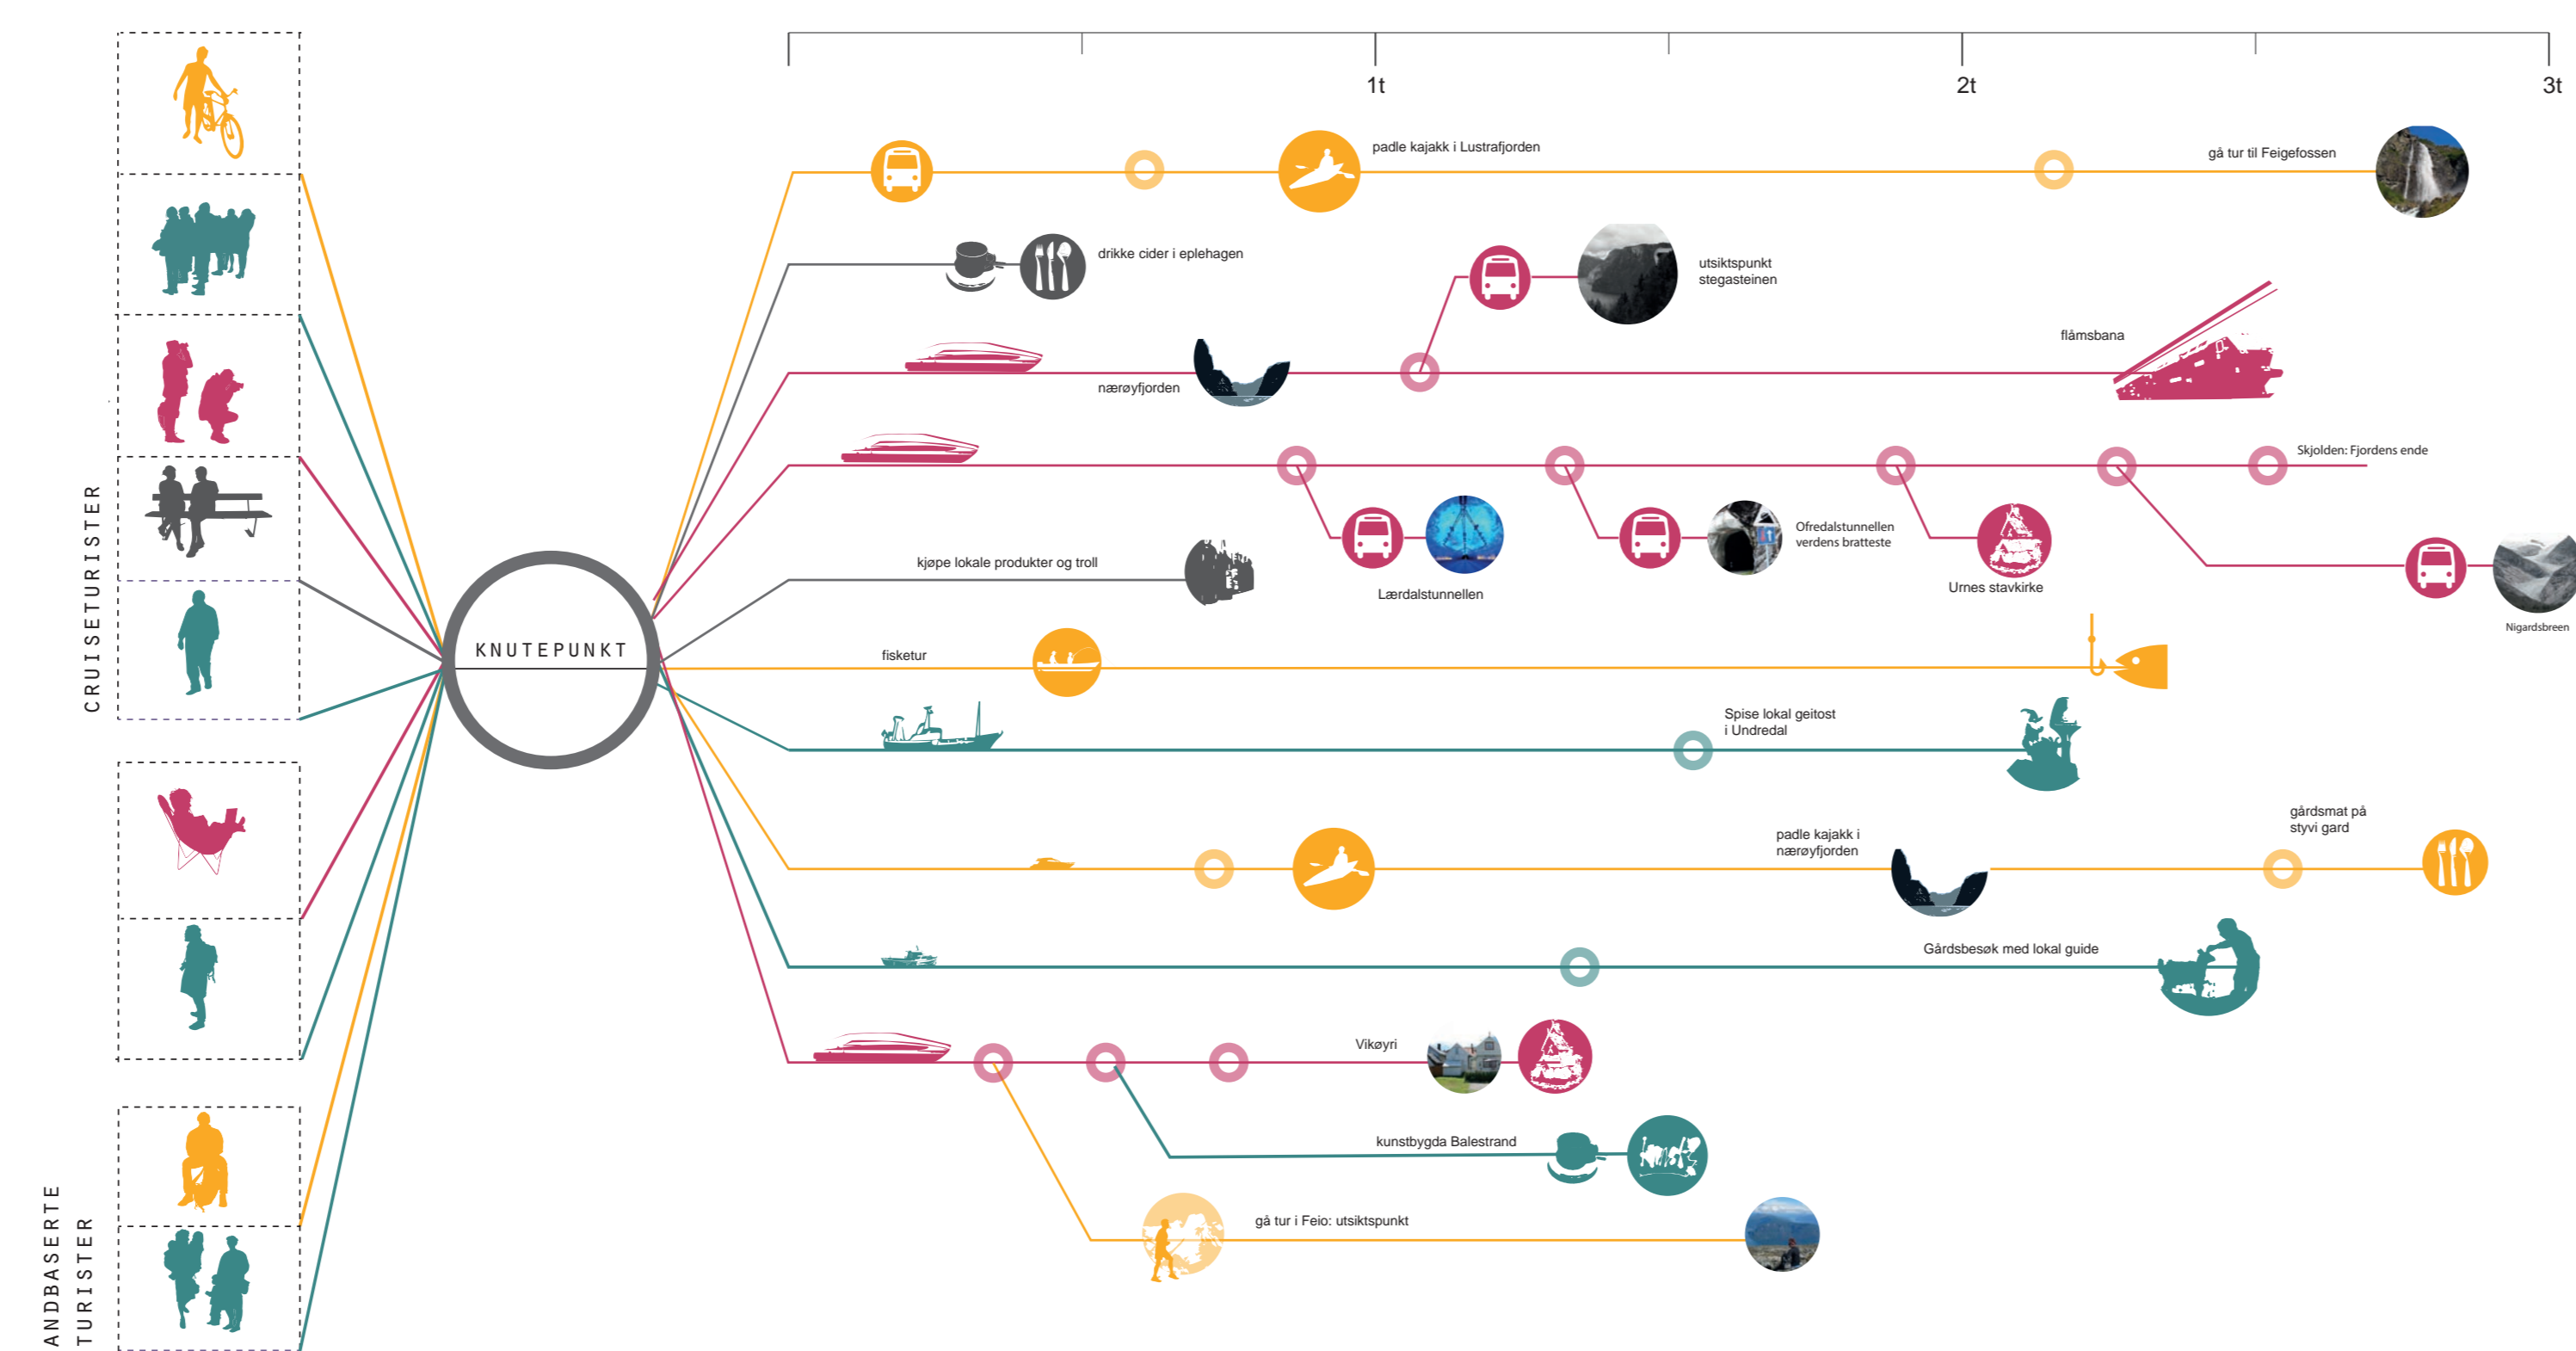 1t
2t
3t
padle kajakk i Lustrafjorden
gå tur til Feigefossen
drikke cider i eplehagen
utsiktspunkt
stegasteinen
flåmsbana
nærøyfjorden
Skjolden: Fjordens ende
Ofredalstunnellen
verdens bratteste
kjøpe lokale produkter og troll
Lærdalstunnellen
Urnes stavkirke
Nigardsbreen
CRUISETURISTER
KNUTEPUNKT
fisketur
Spise lokal geitost
i Undredal
gårdsmat på
styvi gard
padle kajakk i
nærøyfjorden
Gårdsbesøk med lokal guide
Vikøyri
kunstbygda Balestrand
gå tur i Feio: utsiktspunkt
ANDBASERTE
TURISTER